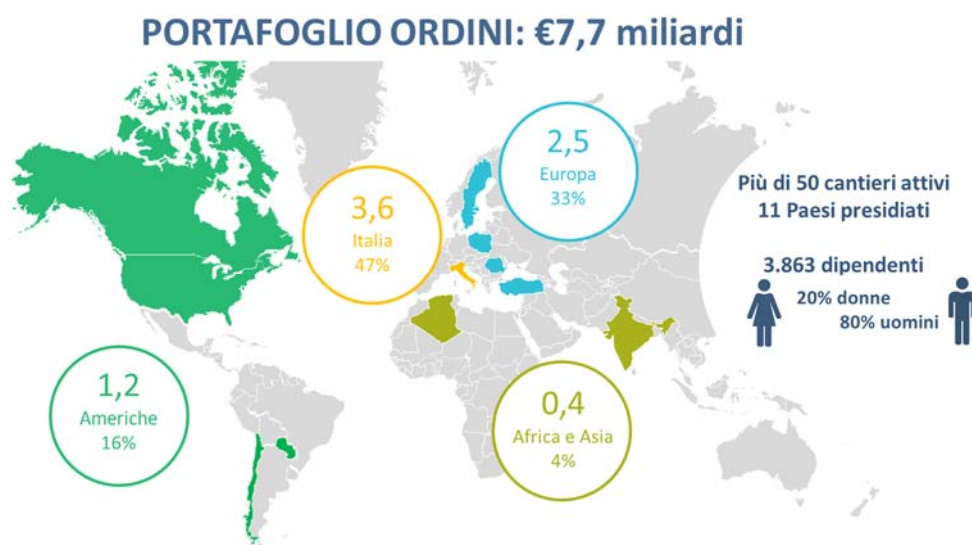 PORTAFOGLIO ORDINI: €7,7 miliardi
2,5
Europa
33%
3,6
Italia
47%
1,2
Americhe
16%
0,4
Africa e Asia
4%
Più di 50 cantieri attivi
11 Paesi presidiati
3.863 dipendenti
20% donne
80% uomini